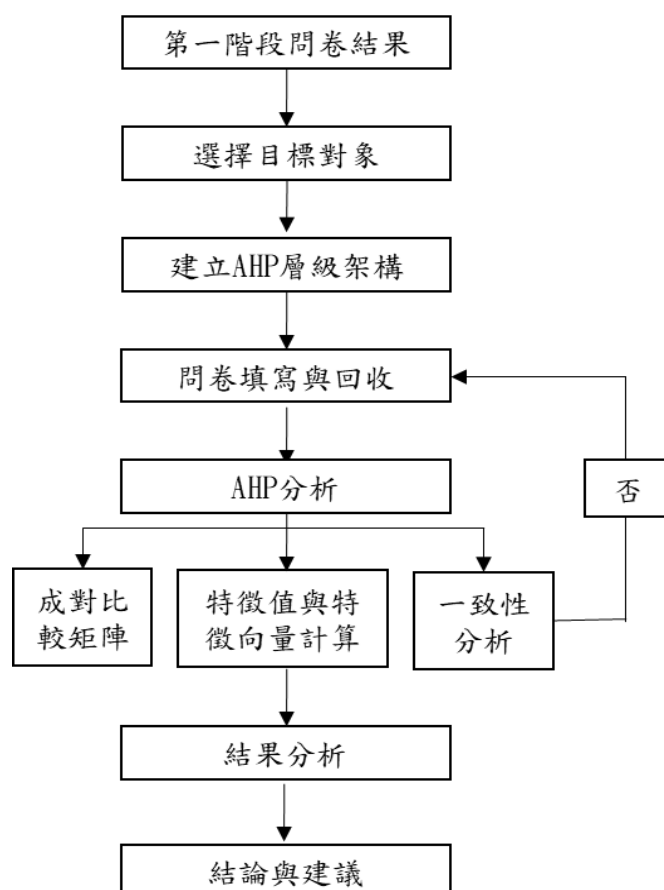 第一階段問卷結果
選擇目標對象
建立AHP層級架構
問卷填寫與回收
AHP分析
否
成對比
較矩陣
特徵值與特
徵向量計算
一致性
分析
結果分析
結論與建議